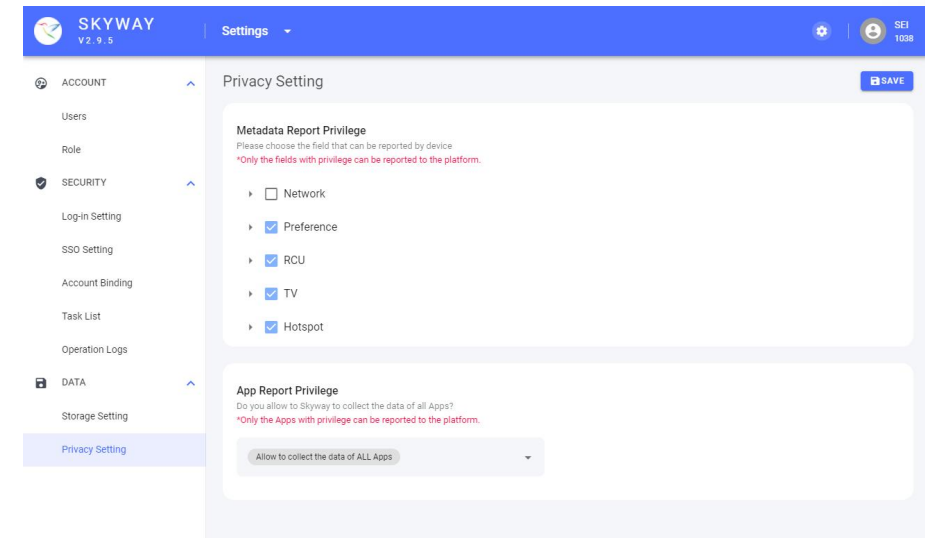 SKYWAY
V2.9.5
Settings
SEI
1038
ACCOUNT
Users
Role
SECURITY
Log-in Setting
SSO Setting
Account Binding
Task List
Operation Logs
DATA
Storage Setting
Privacy Setting
Privacy Setting
SAVE
Metadata Report Privilege
Please choose the field that can be reported by device
*Only the fields with privilege can be reported to the platform.
Network
Preference
RCU
TV
Hotspot
App Report Privilege
Do you allow to Skyway to collect the data of all Apps?
*Only the Apps with privilege can be reported to the platform.
Allow to collect the data of ALL Apps